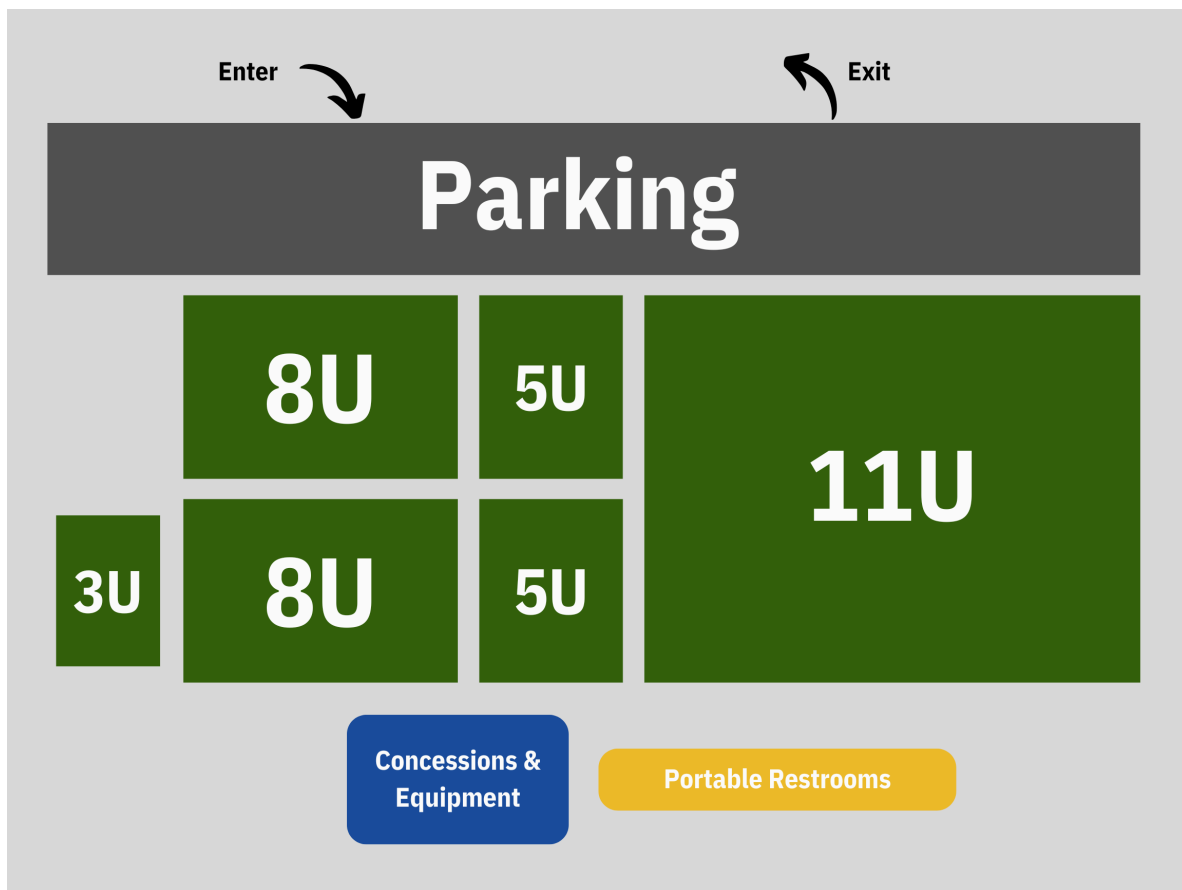 Enter
Exit
Parking
8U
5U
11U
3U
8U
5U
Concessions &
Equipment
Portable Restrooms